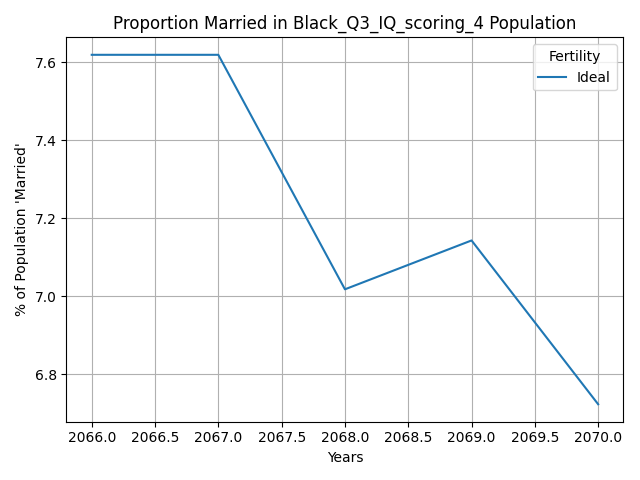 Proportion Married in Black_Q3_IQ_scoring_4 Population
Fertility
Ideal
% of Population 'Married'
7.6
7.4
7.2
7.0
6.8
2066.0 2066.5 2067.0 2067.5 2068.0 2068.5 2069.0 2069.5 2070.0
Years